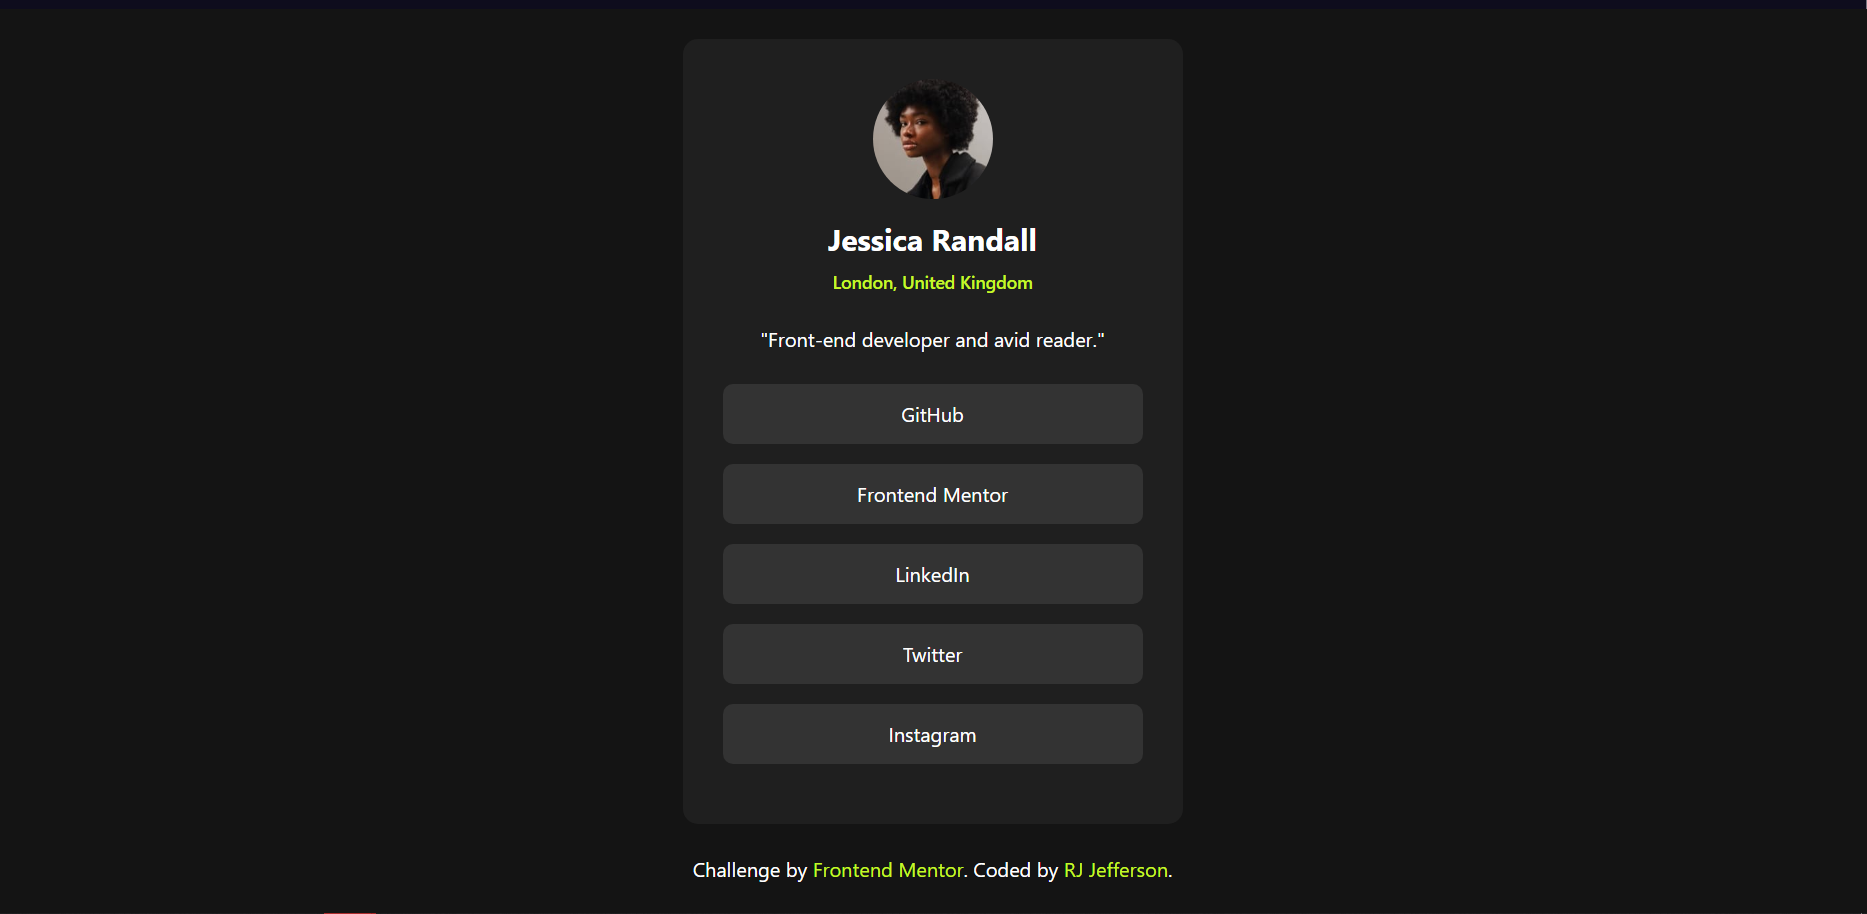 Jessica Randall
London, United Kingdom
"Front-end developer and avid reader."
GitHub
Frontend Mentor
LinkedIn
Twitter
Instagram
Challenge by Frontend Mentor. Coded by RJ Jefferson.